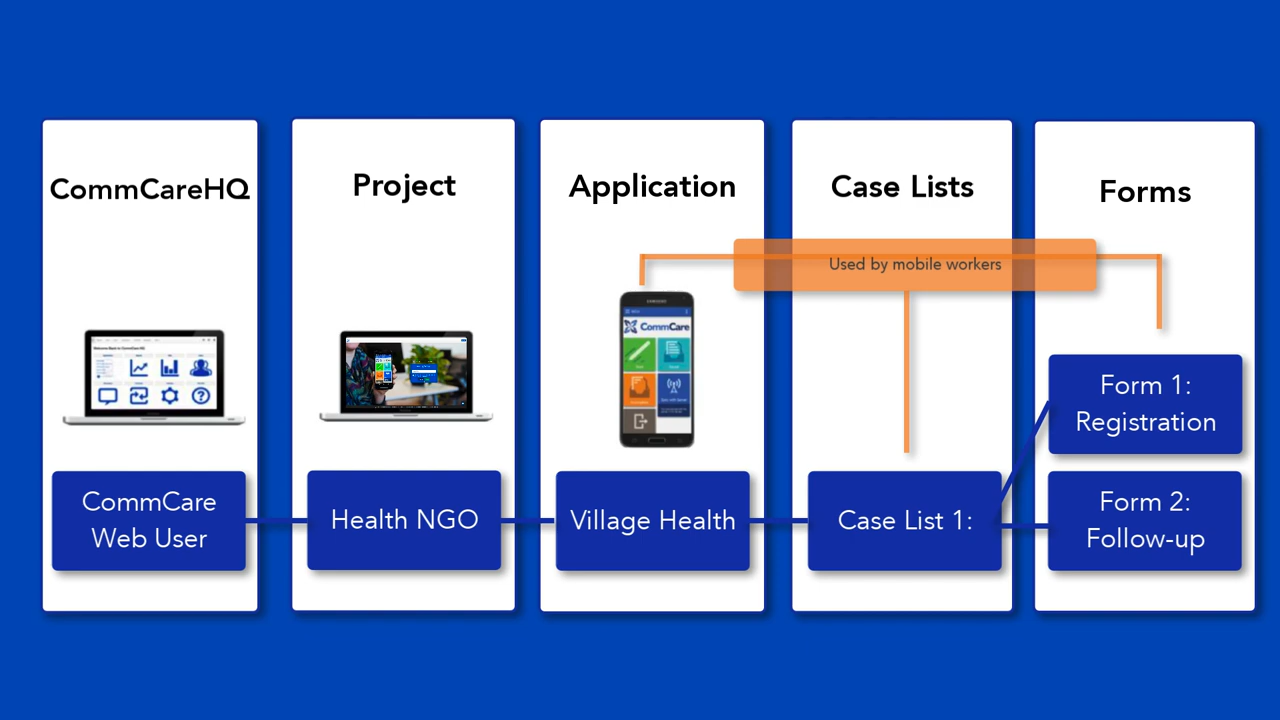 CommCareHQ
Project
Application
Case Lists
Forms
Used by mobile workers
SAMSUNG
CommCare
Form 1:
Registration
CommCare
Web User
Health NGO
Village Health
Case List 1:
Form 2:
Follow-up